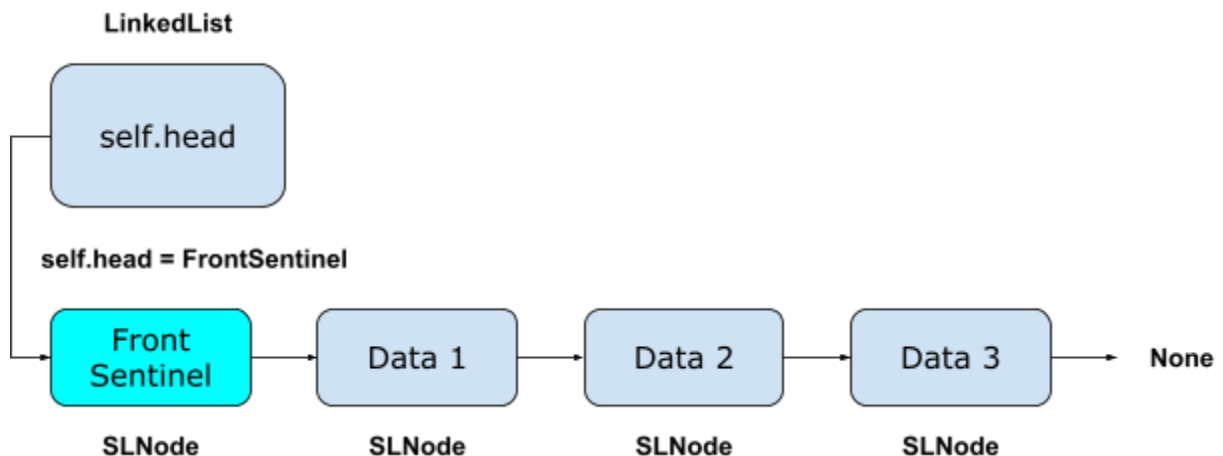 LinkedList
self.head
self.head = FrontSentinel
Front
Sentinel
Data 1
Data 2
Data 3
None
SLNode
SLNode
SLNode
SLNode